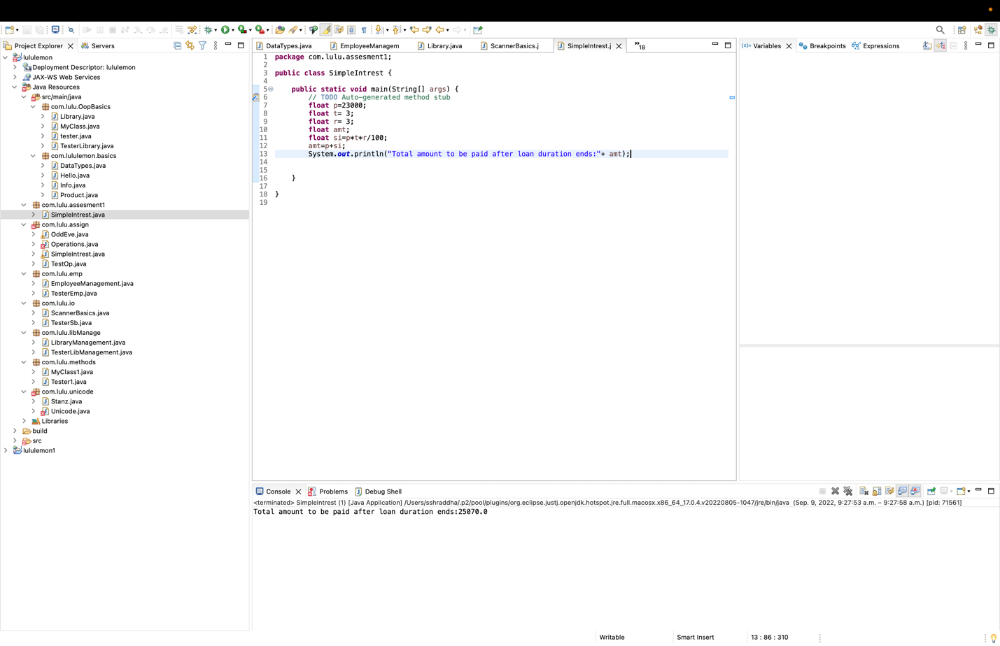 Project Explorer
Servers
lululemon
Deployment Descriptor: lululemon
JAX-WS Web Services
Java Resources
src/main/java
com.lulu.OopBasics
Library.java
MyClass.java
tester.java
TesterLibrary.java
com.lululemon.basics
DataTypes.java
Hello.java
Info.java
Product.java
com.lulu.assesment1
SimpleIntrest.java
com.lulu.assign
OddEve.java
Operations.java
SimpleIntrest.java
TestOp.java
com.lulu.emp
EmployeeManagement.java
TesterEmp.java
com.lulu.io
ScannerBasics.java
TesterSb.java
com.lulu.libManage
LibraryManagement.java
TesterLibManagement.java
com.lulu.methods
MyClass1.java
Tester1.java
com.lulu.unicode
Stanz.java
Unicode.java
Libraries
build
src
lululemon1
DataTypes.java EmployeeManagem Library.java ScannerBasics.j SimpleIntrest.j »18
1 package com.lulu.assesment1;
2
3 public class SimpleIntrest {
4
5 public static void main(String[] args) {
6 // TODO Auto-generated method stub
7 float p=23000;
8 float t= 3;
9 float r= 3;
10 float amt;
11 float si=p*t*r/100;
12 amt=p+si;
13 System.out.println("Total amount to be paid after loan duration ends:"+ amt);
14
15
16 }
17
18 }
19
(x)= Variables Breakpoints Expressions
Console Problems Debug Shell
<terminated> SimpleIntrest (1) [Java Application] /Users/sshraddha/.p2/pool/plugins/org.eclipse.justj.openjdk.hotspot.jre.full.macosx.x86_64_17.0.4.v20220805-1047/jre/bin/java (Sep. 9, 2022, 9:27:53 a.m. – 9:27:58 a.m.) [pid: 71561]
Total amount to be paid after loan duration ends:25070.0
Writable Smart Insert 13 : 86 : 310